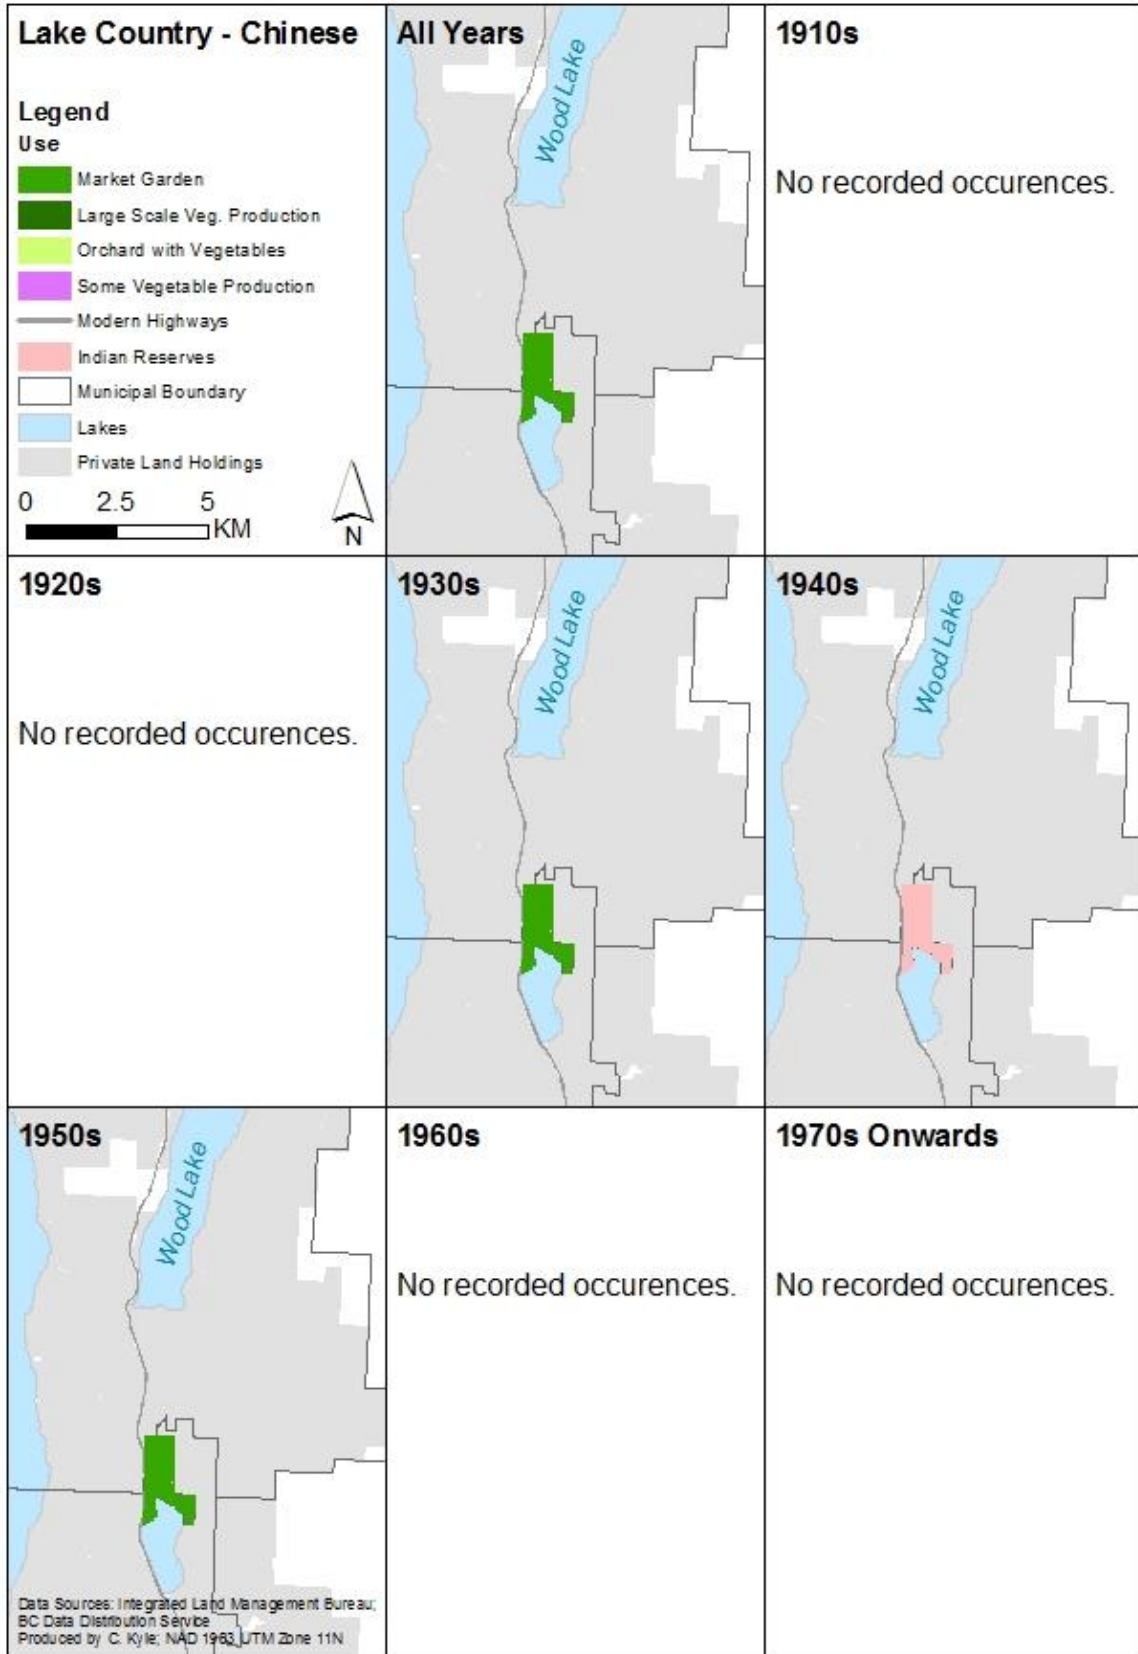 Lake Country - Chinese
Legend
Use
Market Garden
Large Scale Veg. Production
Orchard with Vegetables
Some Vegetable Production
Modern Highways
Indian Reserves
Municipal Boundary
Lakes
Private Land Holdings
0 2.5 5
KM
N
All Years
Wood Lake
1910s
No recorded occurences.
1920s
No recorded occurences.
1930s
Wood Lake
1940s
Wood Lake
1950s
Wood Lake
Data Sources: Integrated Land Management Bureau;
BC Data Distribution Service
Produced by C. Kyle; NAD 1963 UTM Zone 11N
1960s
No recorded occurences.
1970s Onwards
No recorded occurences.